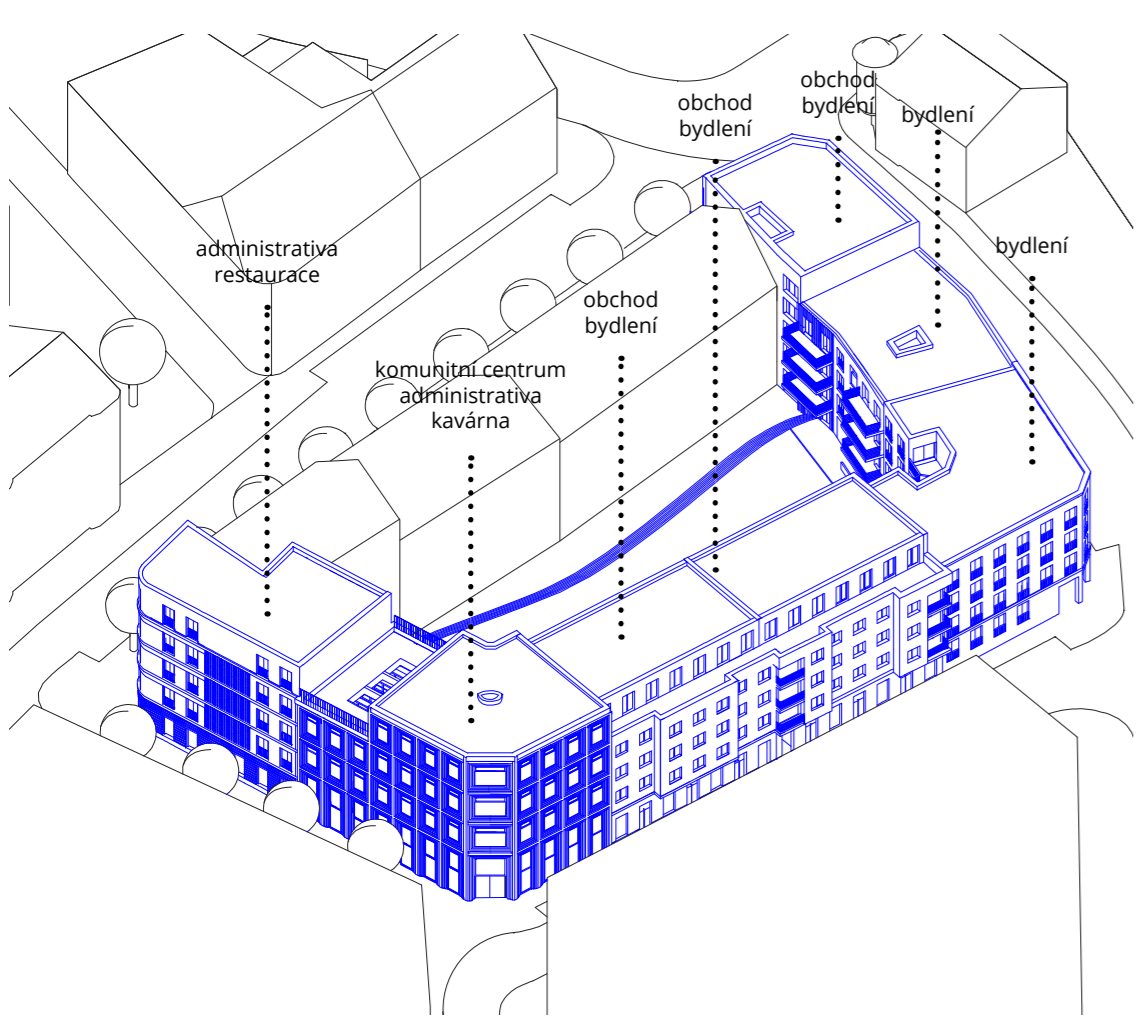 obchod
bydlení
obchod
bydlení
bydlení
administrativa
restaurace
bydlení
obchod
bydlení
komunitní centrum
administrativa
kavárna